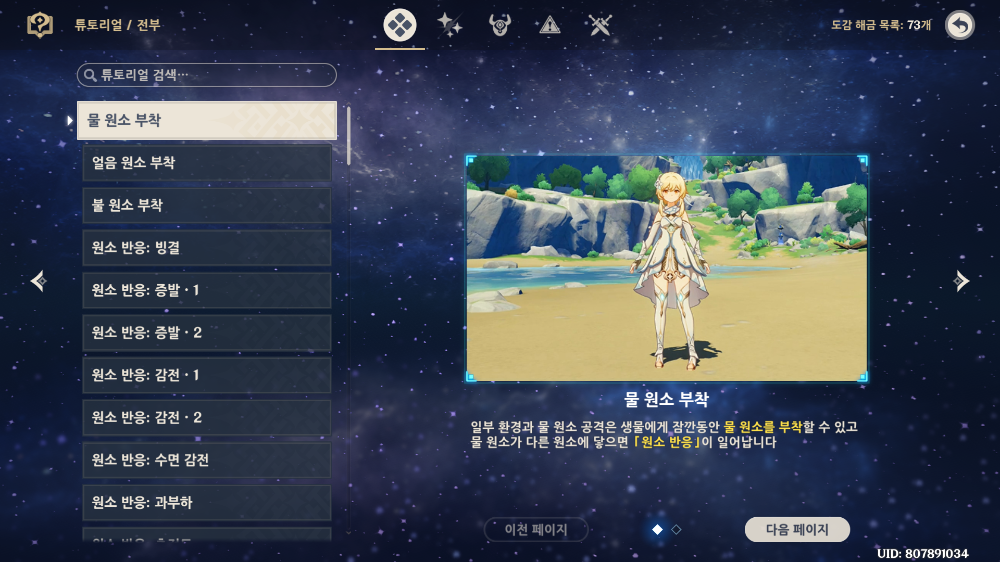 튜토리얼 / 전부
도감 해금 목록: 73개
튜토리얼 검색…
물 원소 부착
얼음 원소 부착
불 원소 부착
원소 반응: 빙결
원소 반응: 증발 · 1
원소 반응: 증발 · 2
원소 반응: 감전 · 1
원소 반응: 감전 · 2
원소 반응: 수면 감전
원소 반응: 과부하
물 원소 부착
일부 환경과 물 원소 공격은 생물에게 잠깐동안 물 원소를 부착할 수 있고
물 원소가 다른 원소에 닿으면 「원소 반응」이 일어납니다
이천 페이지
다음 페이지
UID: 807891034